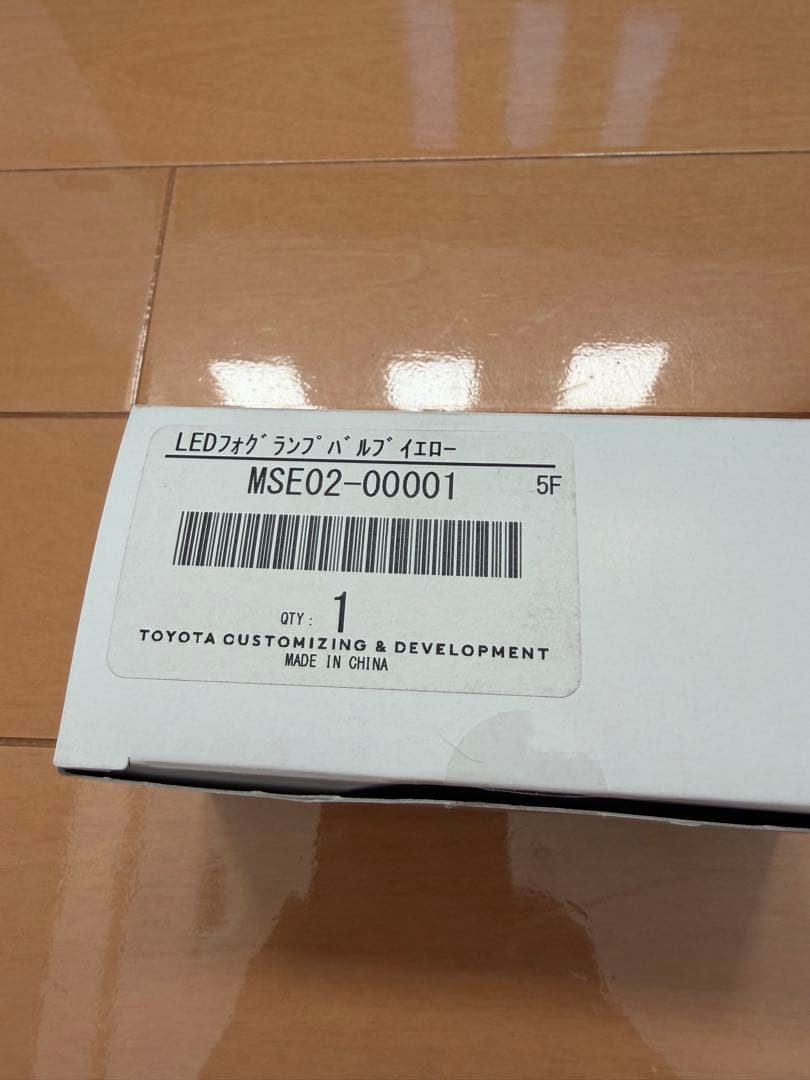 LEDﾌｫｸﾞﾗﾝﾌﾟﾊﾞﾙﾌﾞｲｴﾛｰ
MSE02-00001 5F
QTY: 1
TOYOTA CUSTOMIZING & DEVELOPMENT
MADE IN CHINA